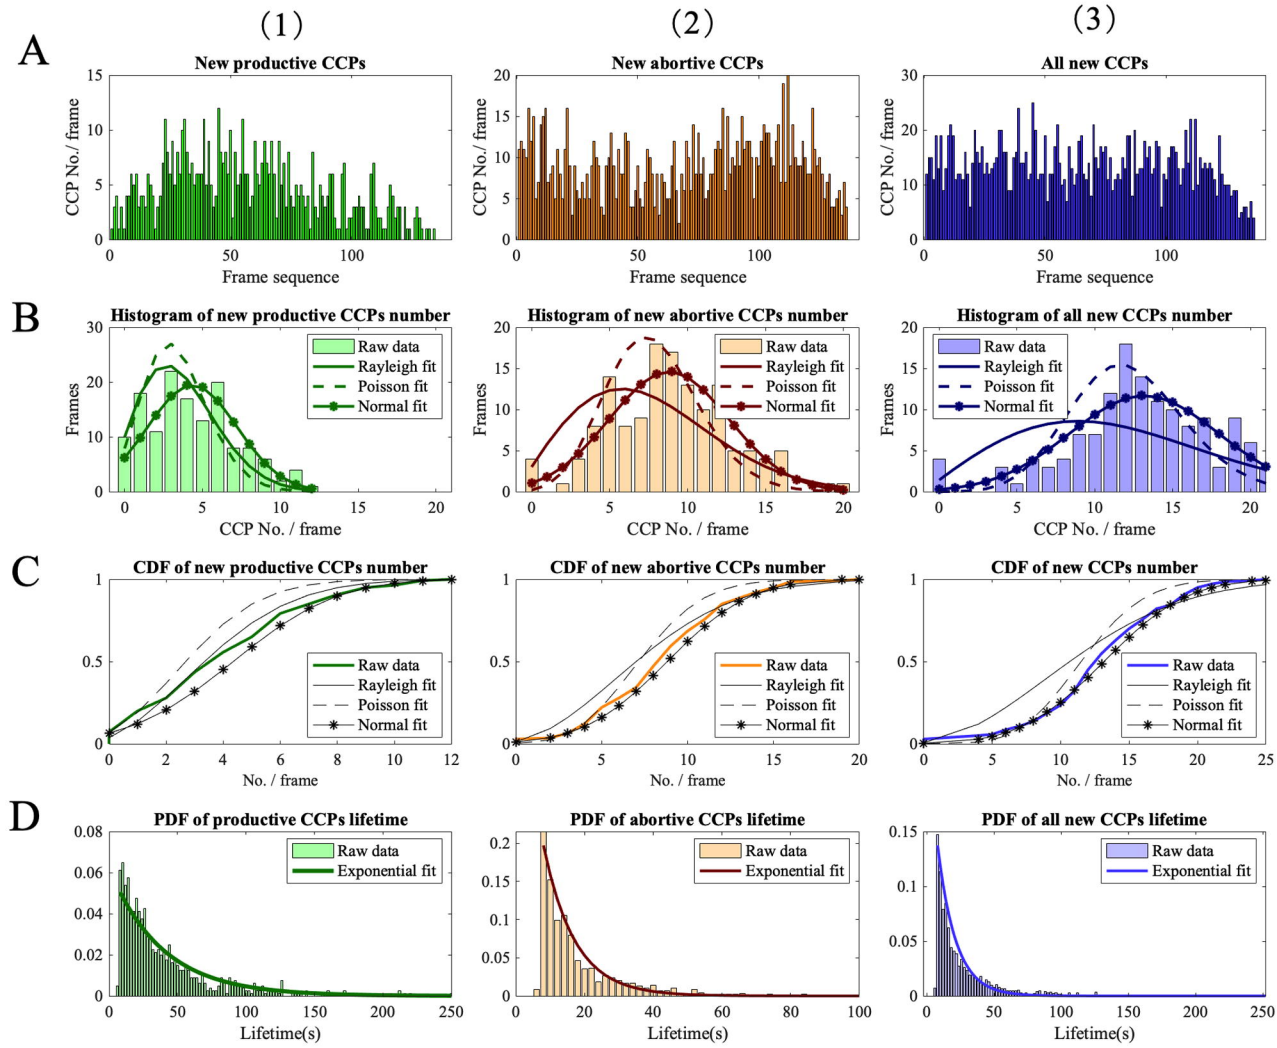 (1) (2) (3)
A
New productive CCPs
15
10
5
0
CCP No./ frame
0 50 100
Frame sequence
New abortive CCPs
20
15
10
5
0
CCP No./ frame
0 50 100
Frame sequence
All new CCPs
30
20
10
0
CCP No./ frame
0 50 100
Frame sequence
B
Histogram of new productive CCPs number
30
20
10
0
Frames
Raw data
Rayleigh fit
Poisson fit
Normal fit
0 5 10 15 20
CCP No. / frame
Histogram of new abortive CCPs number
20
15
10
5
0
Frames
Raw data
Rayleigh fit
Poisson fit
Normal fit
0 5 10 15 20
CCP No. / frame
Histogram of all new CCPs number
20
15
10
5
0
Frames
Raw data
Rayleigh fit
Poisson fit
Normal fit
0 5 10 15 20
CCP No. / frame
C
CDF of new productive CCPs number
1
0.5
0
Raw data
Rayleigh fit
Poisson fit
Normal fit
0 2 4 6 8 10 12
No. / frame
CDF of new abortive CCPs number
1
0.5
0
Raw data
Rayleigh fit
Poisson fit
Normal fit
0 5 10 15 20
No. / frame
CDF of new CCPs number
1
0.5
0
Raw data
Rayleigh fit
Poisson fit
Normal fit
0 5 10 15 20 25
No. / frame
D
PDF of productive CCPs lifetime
0.08
0.06
0.04
0.02
0
Raw data
Exponential fit
0 50 100 150 200 250
Lifetime(s)
PDF of abortive CCPs lifetime
0.2
0.15
0.1
0.05
0
Raw data
Exponential fit
0 20 40 60 80 100
Lifetime(s)
PDF of all new CCPs lifetime
0.15
0.1
0.05
0
Raw data
Exponential fit
0 50 100 150 200 250
Lifetime(s)